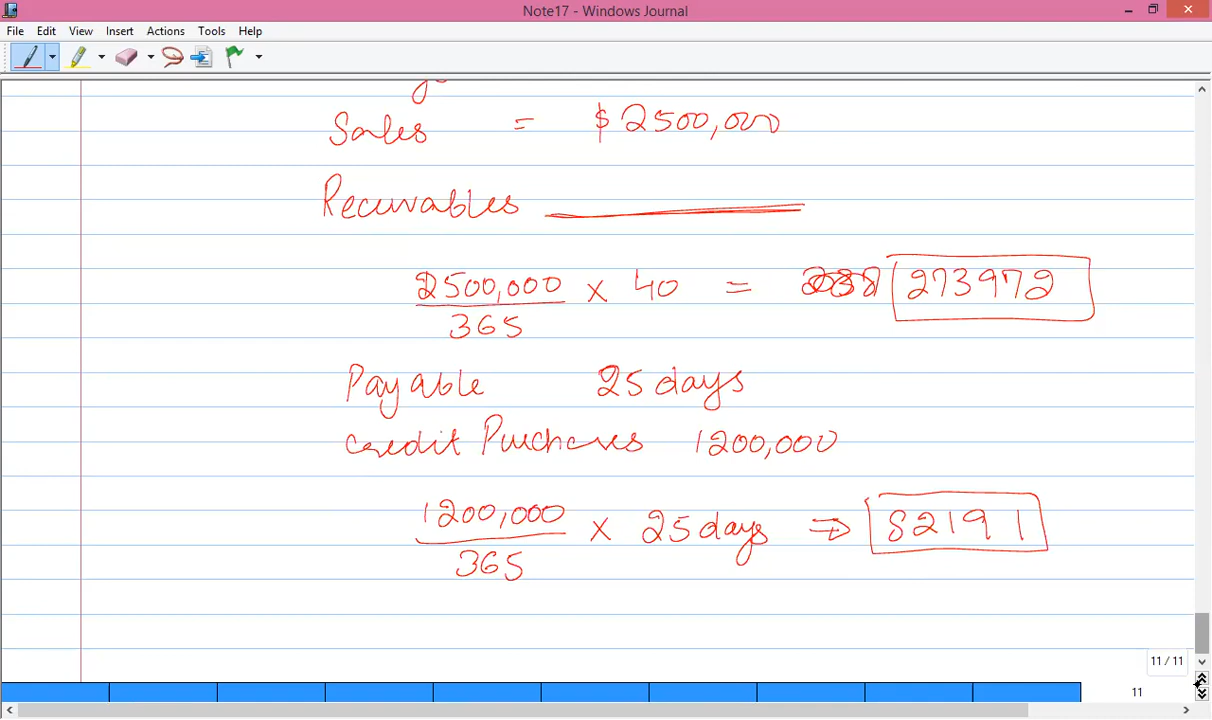 Note17 - Windows Journal
File Edit View Insert Actions Tools Help
Sales = $2500,000
Receivables
2500,000
365 x 40 = 273972
Payable 25 days
credit Purchases 1200,000
1200,000
365 x 25 days ⇒ 82191
11 / 11
11